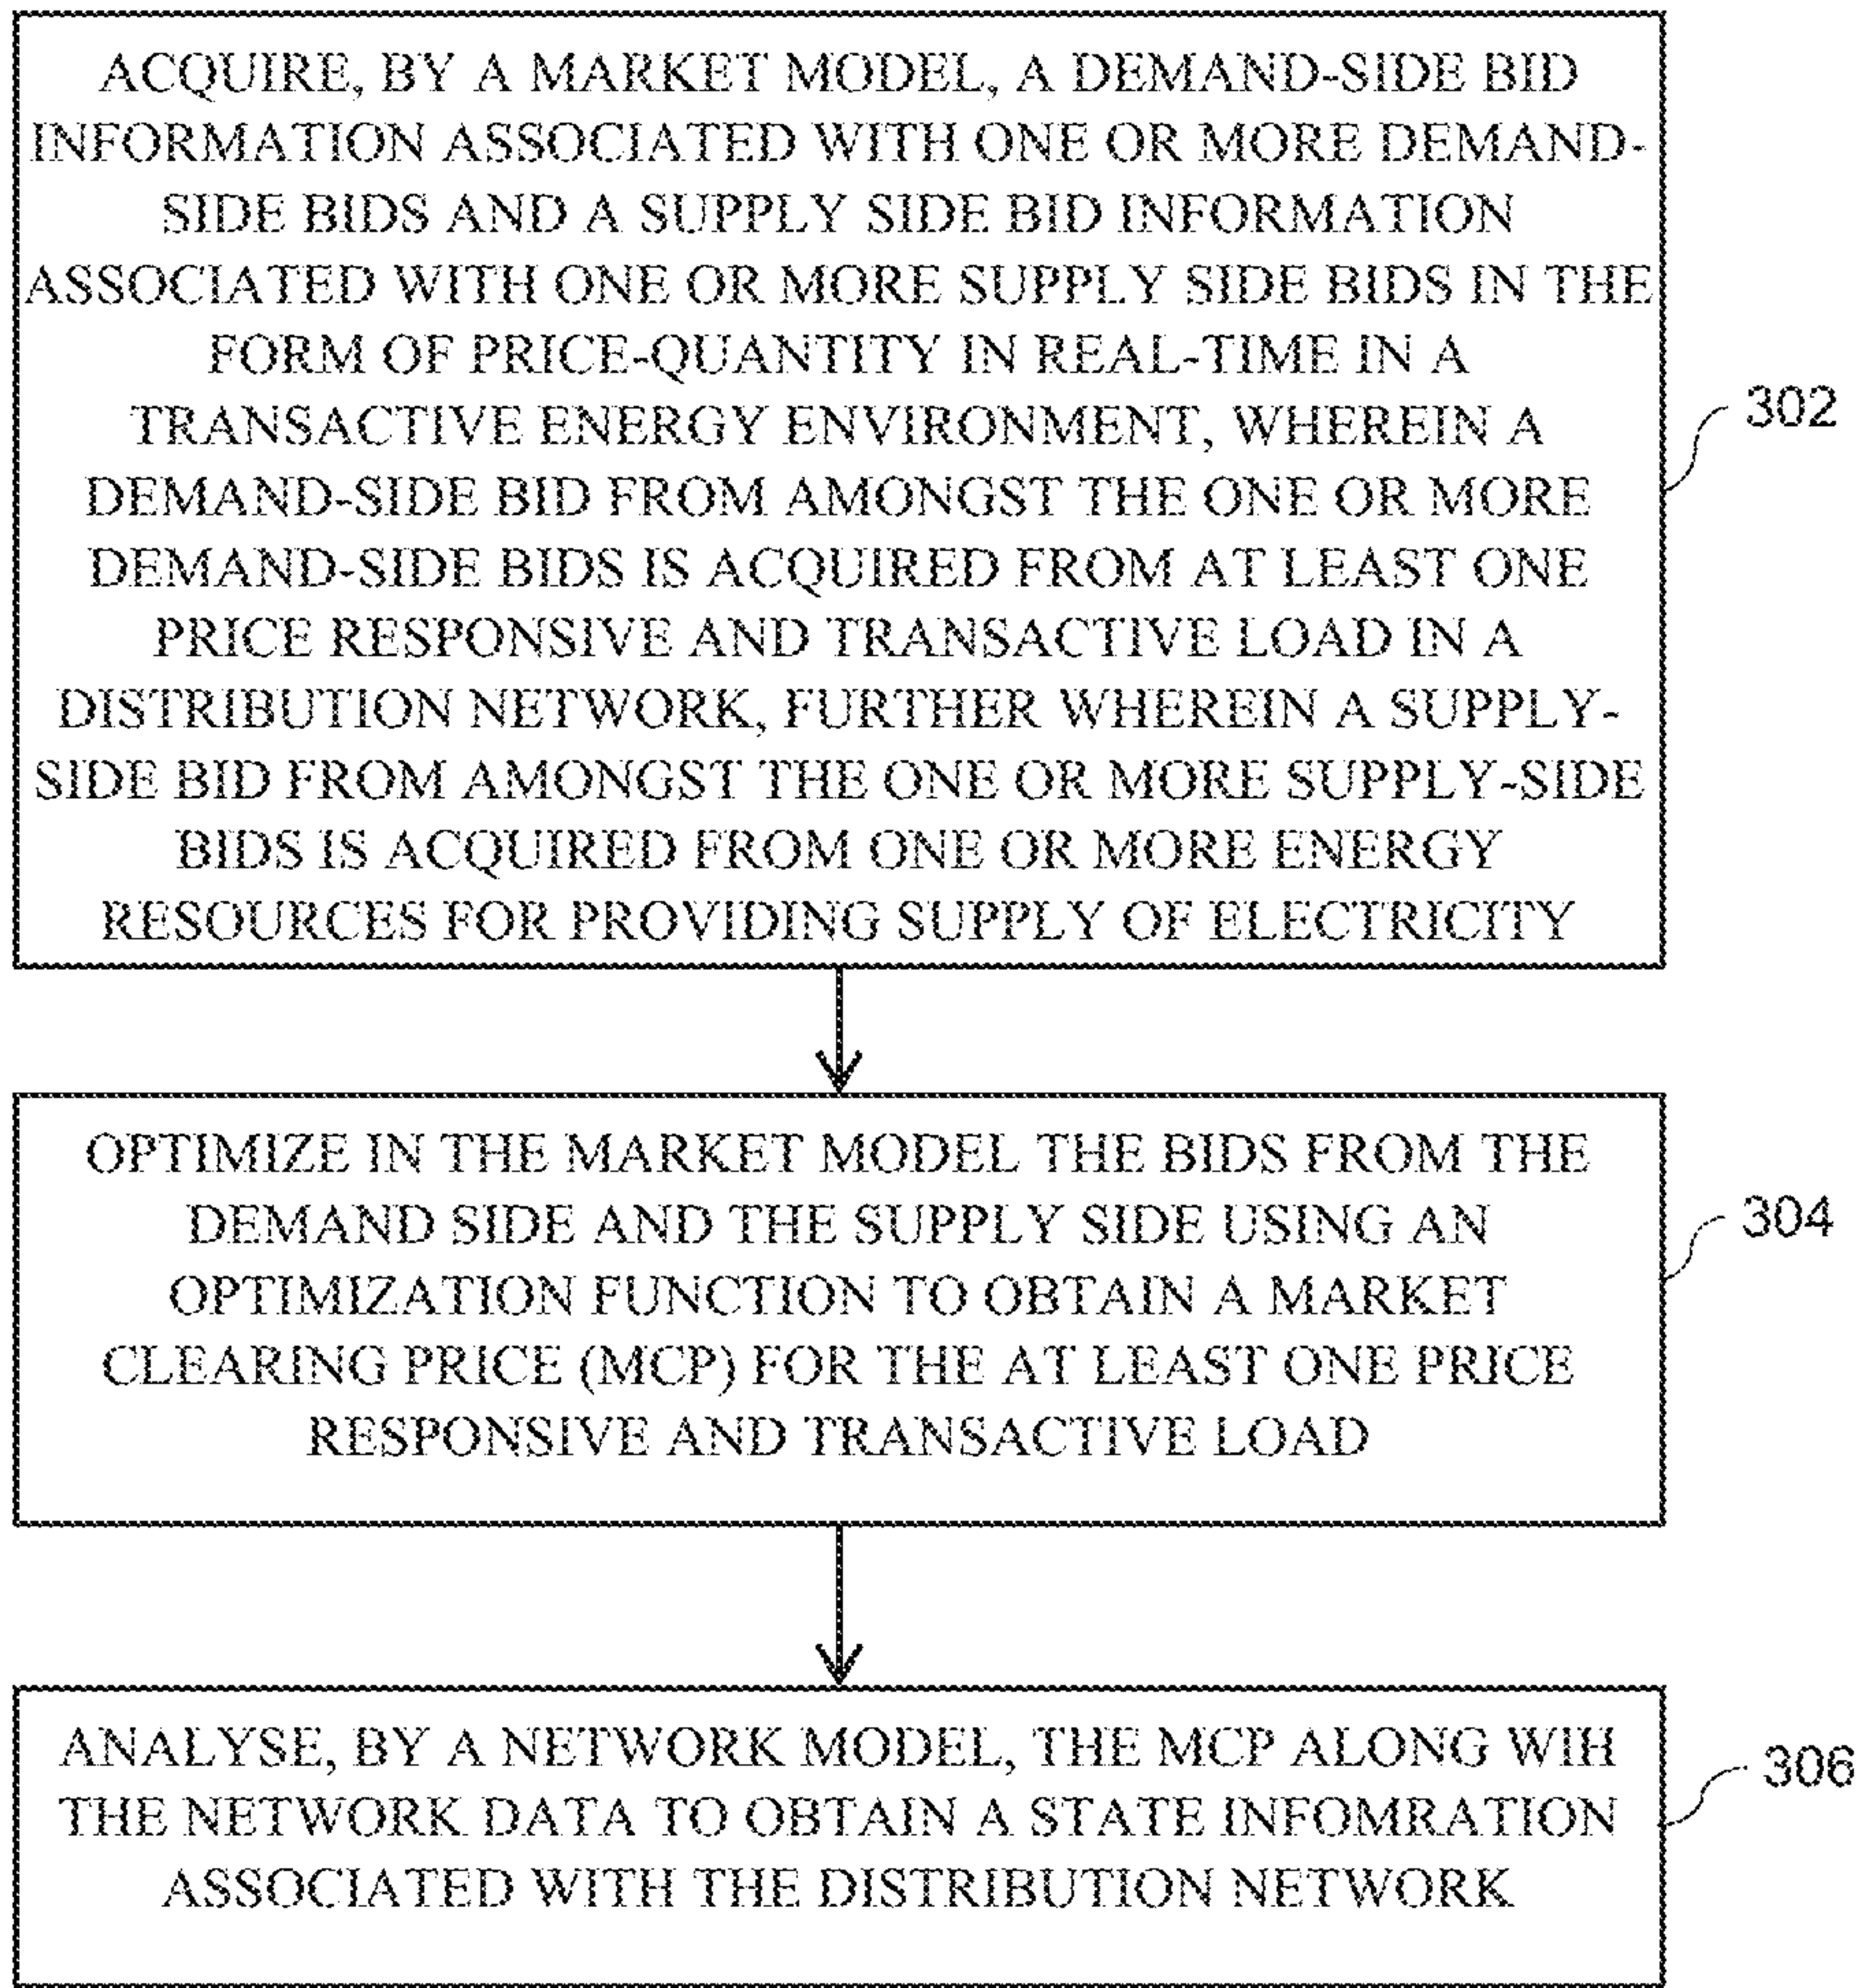 ACQUIRE, BY A MARKET MODEL, A DEMAND-SIDE BID
INFORMATION ASSOCIATED WITH ONE OR MORE DEMAND-
SIDE BIDS AND A SUPPLY SIDE BID INFORMATION
ASSOCIATED WITH ONE OR MORE SUPPLY SIDE BIDS IN THE
FORM OF PRICE-QUANTITY IN REAL-TIME IN A
TRANSACTIVE ENERGY ENVIRONMENT, WHEREIN A
DEMAND-SIDE BID FROM AMONGST THE ONE OR MORE
DEMAND-SIDE BIDS IS ACQUIRED FROM AT LEAST ONE
PRICE RESPONSIVE AND TRANSACTIVE LOAD IN A
DISTRIBUTION NETWORK, FURTHER WHEREIN A SUPPLY-
SIDE BID FROM AMONGST THE ONE OR MORE SUPPLY-SIDE
BIDS IS ACQUIRED FROM ONE OR MORE ENERGY
RESOURCES FOR PROVIDING SUPPLY OF ELECTRICITY
302
OPTIMIZE IN THE MARKET MODEL THE BIDS FROM THE
DEMAND SIDE AND THE SUPPLY SIDE USING AN
OPTIMIZATION FUNCTION TO OBTAIN A MARKET
CLEARING PRICE (MCP) FOR THE AT LEAST ONE PRICE
RESPONSIVE AND TRANSACTIVE LOAD
304
ANALYSE, BY A NETWORK MODEL, THE MCP ALONG WIH
THE NETWORK DATA TO OBTAIN A STATE INFOMRATION
ASSOCIATED WITH THE DISTRIBUTION NETWORK
306